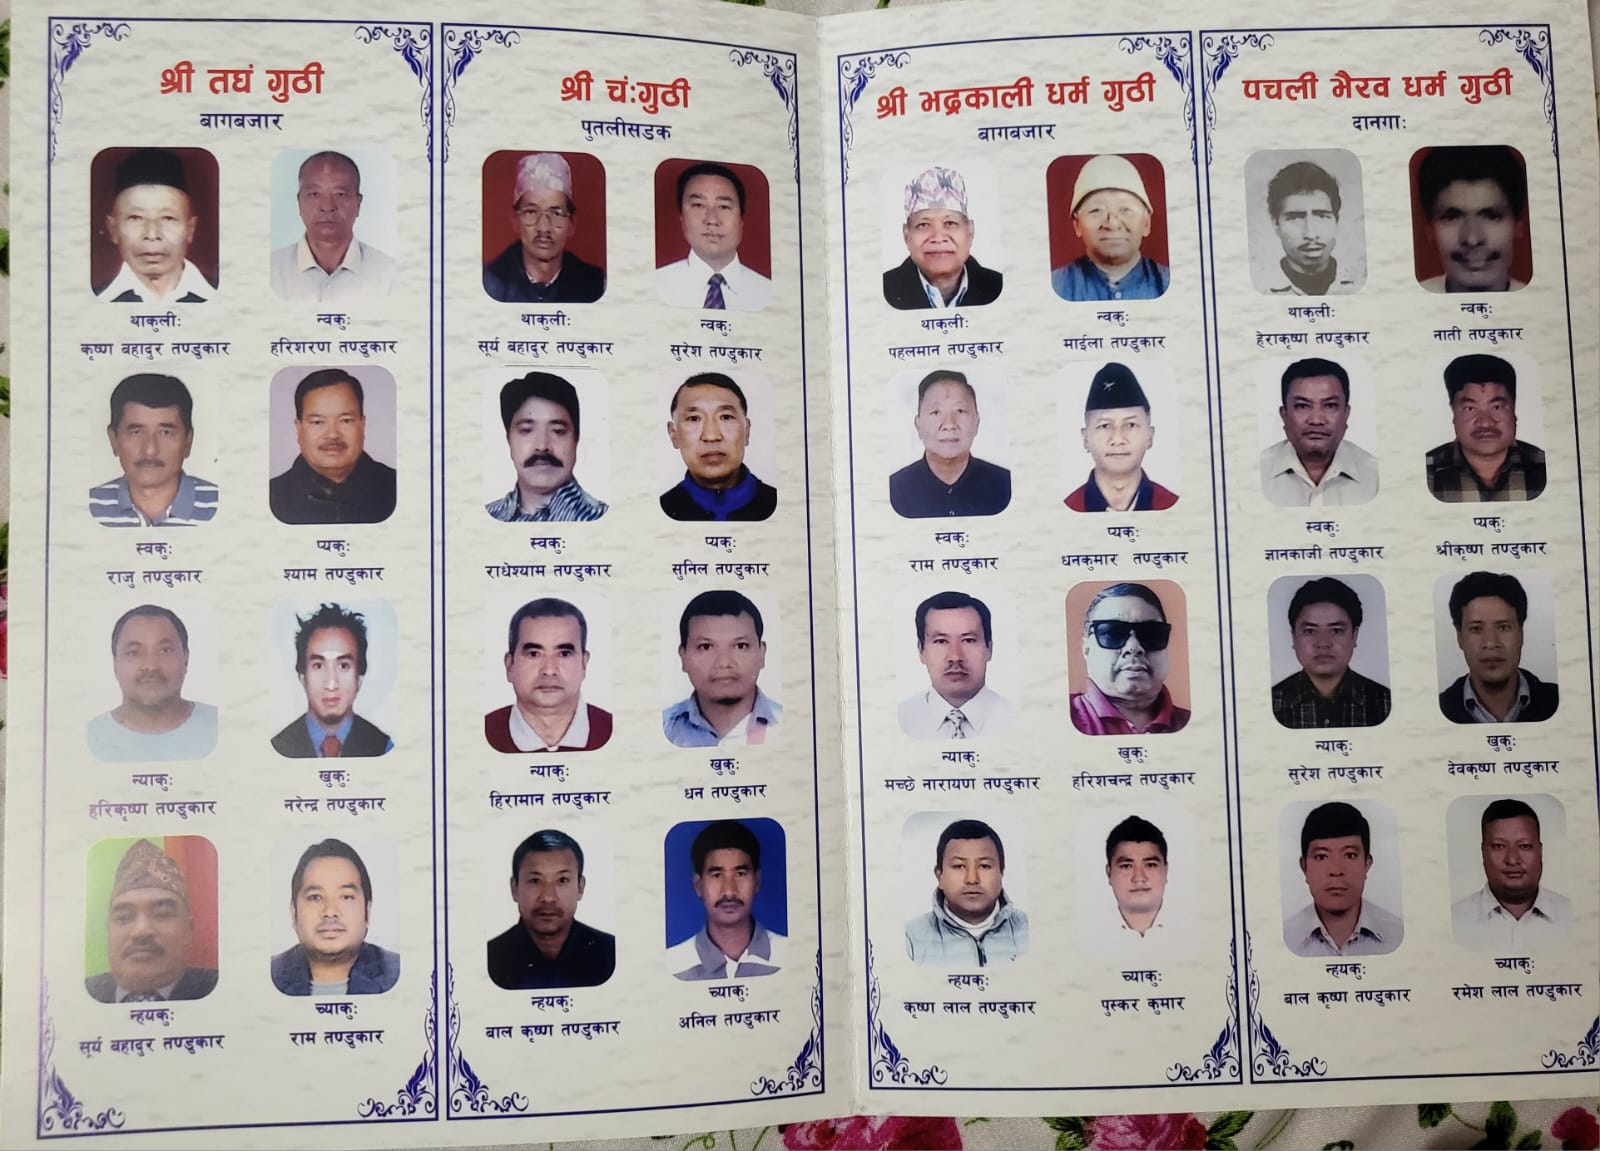 श्री तघं गुठी
बागबजार
थाकुलीः
कृष्ण बहादुर तण्डुकार
न्वकुः
हरिशरण तण्डुकार
स्वकुः
राजु तण्डुकार
प्यकुः
श्याम तण्डुकार
न्याकुः
हरिकृष्ण तण्डुकार
खुकुः
नरेन्द्र तण्डुकार
न्हयकुः
सूर्य बहादुर तण्डुकार
च्याकुः
राम तण्डुकार
श्री चंःगुठी
पुतलीसडक
थाकुलीः
सूर्य बहादुर तण्डुकार
न्वकुः
सुरेश तण्डुकार
स्वकुः
राधेश्याम तण्डुकार
प्यकुः
सुनिल तण्डुकार
न्याकुः
हिरामान तण्डुकार
खुकुः
धन तण्डुकार
न्हयकुः
बाल कृष्ण तण्डुकार
च्याकुः
अनिल तण्डुकार
श्री भद्रकाली धर्म गुठी
बागबजार
थाकुलीः
पहलमान तण्डुकार
न्वकुः
माईला तण्डुकार
स्वकुः
राम तण्डुकार
प्यकुः
धनकुमार तण्डुकार
न्याकुः
मच्छे नारायण तण्डुकार
खुकुः
हरिशचन्द्र तण्डुकार
न्हयकुः
कृष्ण लाल तण्डुकार
च्याकुः
पुस्कर कुमार
पचली भैरव धर्म गुठी
दानगाः
थाकुलीः
हेराकृष्ण तण्डुकार
न्वकुः
नाती तण्डुकार
स्वकुः
ज्ञानकाजी तण्डुकार
प्यकुः
श्रीकृष्ण तण्डुकार
न्याकुः
सुरेश तण्डुकार
खुकुः
देवकृष्ण तण्डुकार
न्हयकुः
बाल कृष्ण तण्डुकार
च्याकुः
रमेश लाल तण्डुकार